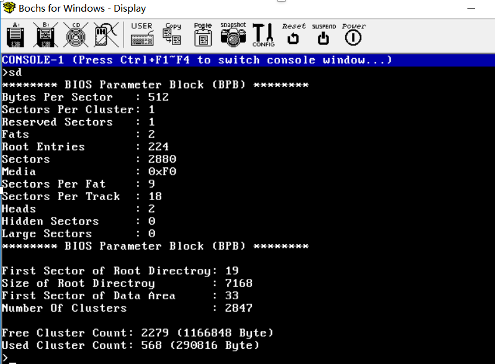 Bochs for Windows - Display
A: B: CD USER Copy Paste snapshot CONFIG Reset SUSPEND Power
CONSOLE-1 (Press Ctrl+F1~F4 to switch console window...)
>sd
******** BIOS Parameter Block (BPB) ********
Bytes Per Sector : 512
Sectors Per Cluster: 1
Reserved Sectors : 1
Fats : 2
Root Entries : 224
Sectors : 2880
Media : 0xF0
Sectors Per Fat : 9
Sectors Per Track : 18
Heads : 2
Hidden Sectors : 0
Large Sectors : 0
******** BIOS Parameter Block (BPB) ********
First Sector of Root Directroy: 19
Size of Root Directroy : 7168
First Sector of Data Area : 33
Number Of Clusters : 2847
Free Cluster Count: 2279 (1166848 Byte)
Used Cluster Count: 568 (290816 Byte)
>_